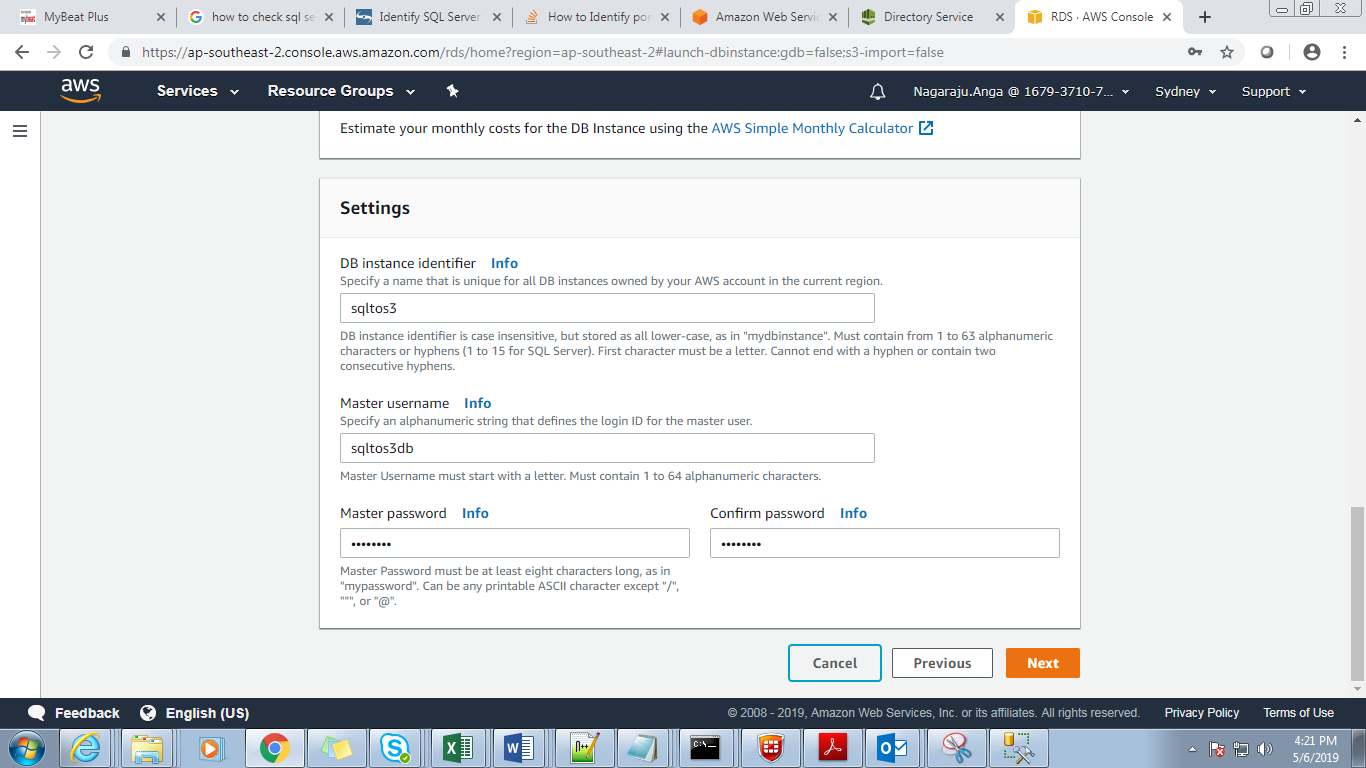 MyBeat Plus
how to check sql se
Identify SQL Server
How to Identify por
Amazon Web Servic
Directory Service
RDS · AWS Console
https://ap-southeast-2.console.aws.amazon.com/rds/home?region=ap-southeast-2#launch-dbinstance:gdb=false;s3-import=false
aws
Services
Resource Groups
Nagaraju.Anga @ 1679-3710-7...
Sydney
Support
Estimate your monthly costs for the DB Instance using the AWS Simple Monthly Calculator
Settings
DB instance identifier Info
Specify a name that is unique for all DB instances owned by your AWS account in the current region.
sqltos3
DB instance identifier is case insensitive, but stored as all lower-case, as in "mydbinstance". Must contain from 1 to 63 alphanumeric
characters or hyphens (1 to 15 for SQL Server). First character must be a letter. Cannot end with a hyphen or contain two
consecutive hyphens.
Master username Info
Specify an alphanumeric string that defines the login ID for the master user.
sqltos3db
Master Username must start with a letter. Must contain 1 to 64 alphanumeric characters.
Master password Info
Confirm password Info
••••••••
••••••••
Master Password must be at least eight characters long, as in
"mypassword". Can be any printable ASCII character except "/",
""", or "@".
Cancel
Previous
Next
Feedback
English (US)
© 2008 - 2019, Amazon Web Services, Inc. or its affiliates. All rights reserved.
Privacy Policy
Terms of Use
4:21 PM
5/6/2019